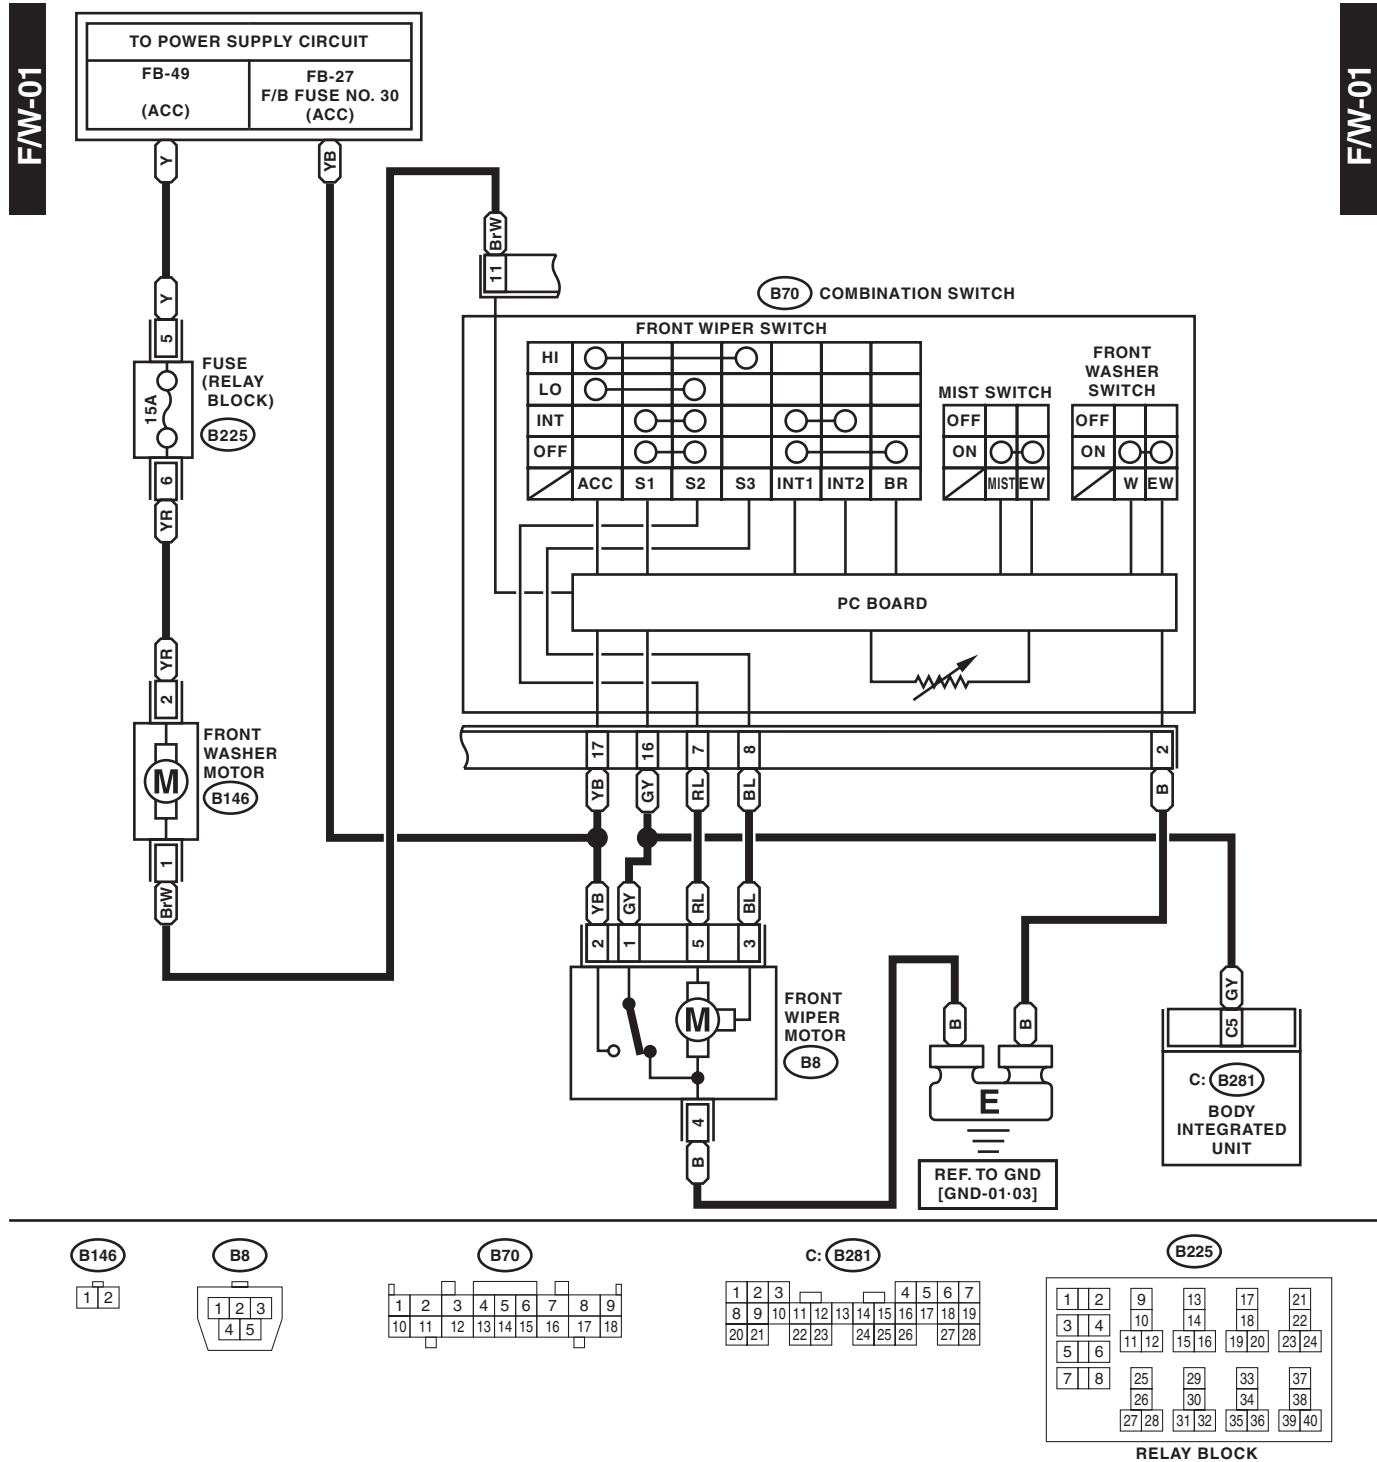 F/W-01
F/W-01
TO POWER SUPPLY CIRCUIT
FB-49
(ACC)
FB-27
F/B FUSE NO. 30
(ACC)
Y
YB
Y
5
15A
FUSE
(RELAY
BLOCK)
B225
6
YR
YR
2
M
FRONT
WASHER
MOTOR
B146
1
BrW
BrW
11
B70 COMBINATION SWITCH
FRONT WIPER SWITCH
HI
LO
INT
OFF
ACC S1 S2 S3 INT1 INT2 BR
MIST SWITCH
OFF
ON
MIST EW
FRONT
WASHER
SWITCH
OFF
ON
W EW
PC BOARD
17 16 7 8 2
YB GY RL BL B
YB GY RL BL
2 1 5 3
M
FRONT
WIPER
MOTOR
B8
4
B
B B
E
REF. TO GND
[GND-01·03]
GY
C5
C: B281
BODY
INTEGRATED
UNIT
B146
1 2
B8
1 2 3
4 5
B70
1 2 3 4 5 6 7 8 9
10 11 12 13 14 15 16 17 18
C: B281
1 2 3 4 5 6 7
8 9 10 11 12 13 14 15 16 17 18 19
20 21 22 23 24 25 26 27 28
B225
1 2 9 13 17 21
3 4 10 14 18 22
5 6 11 12 15 16 19 20 23 24
7 8 25 29 33 37
26 30 34 38
27 28 31 32 35 36 39 40
RELAY BLOCK